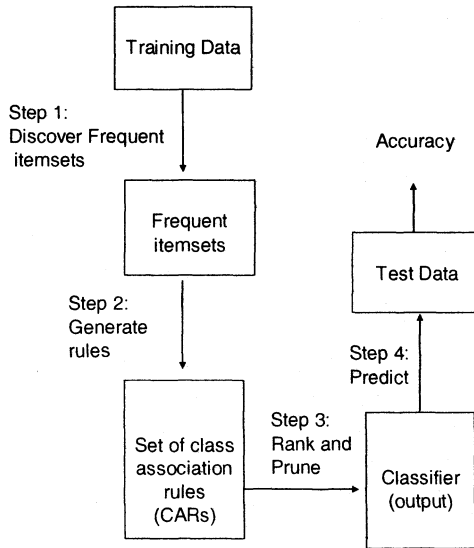 Training Data
Step 1:
Discover Frequent
itemsets
Frequent
itemsets
Step 2:
Generate
rules
Set of class
association
rules
(CARs)
Step 3:
Rank and
Prune
Classifier
(output)
Step 4:
Predict
Test Data
Accuracy